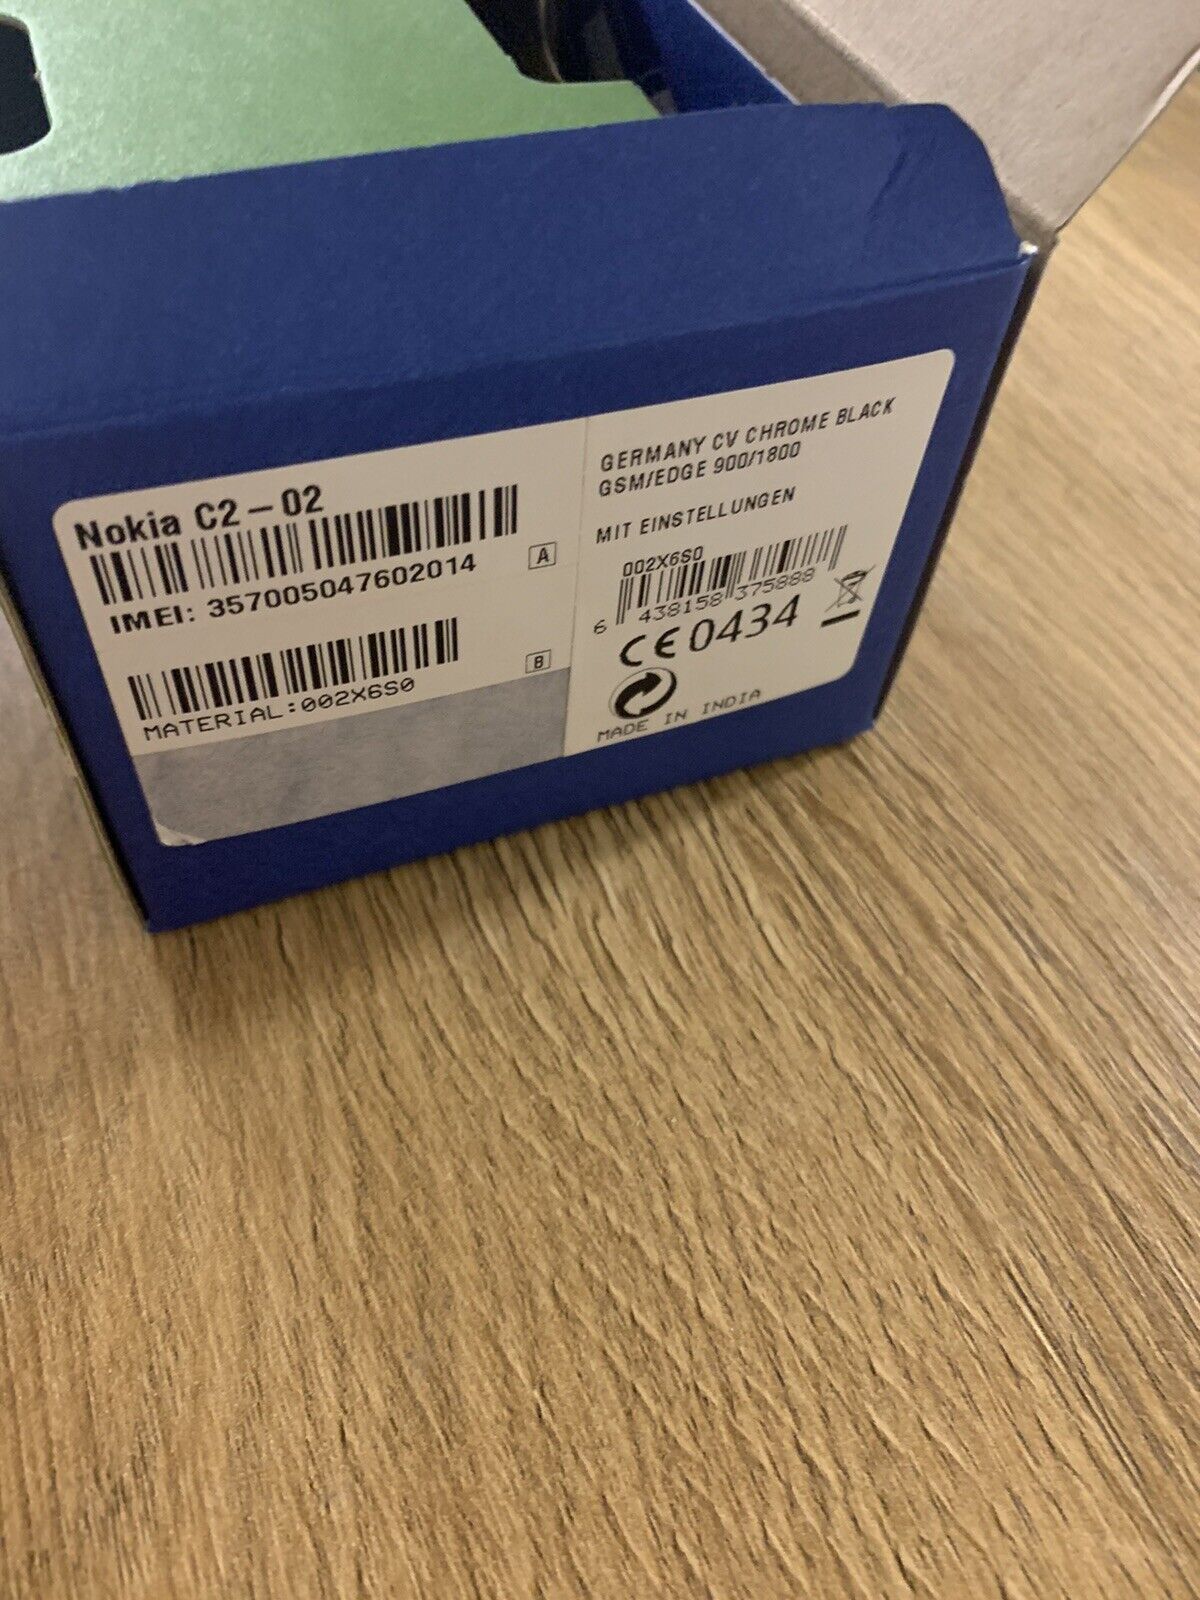 Nokia C2-02
IMEI: 357005047602014
A
MATERIAL:002X6S0
B
GERMANY CV CHROME BLACK
GSM/EDGE 900/1800
MIT EINSTELLUNGEN
002X6S0
6 438158 375888
CE0434
MADE IN INDIA